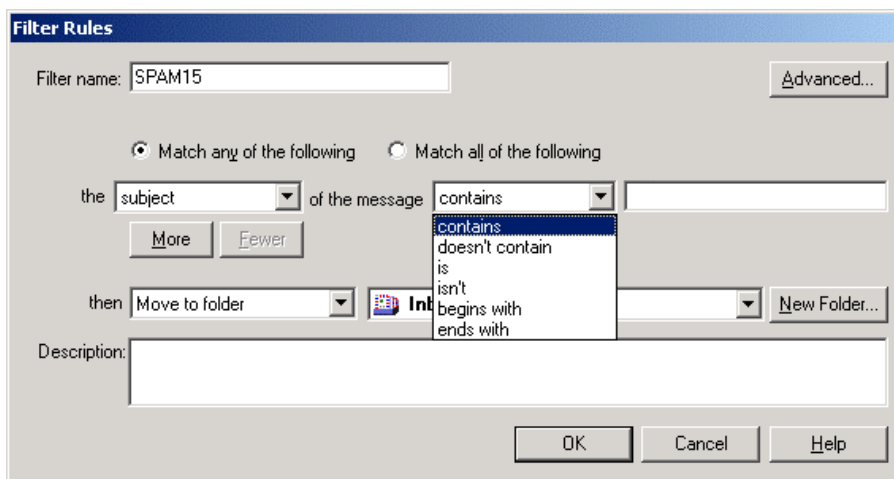 Filter Rules
Filter name: SPAM15 Advanced...
Match any of the following Match all of the following
the subject of the message contains
contains
More Fewer doesn't contain
is
isn't
then Move to folder begins with New Folder...
ends with
Description:
OK Cancel Help